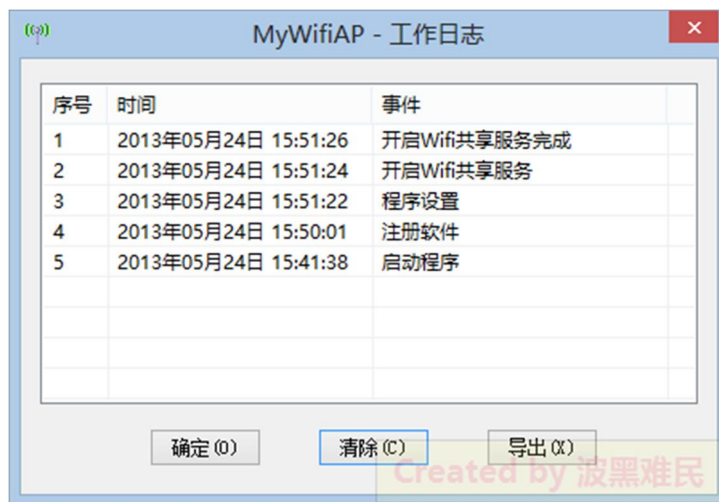 MyWifiAP - 工作日志
序号 时间 事件
1 2013年05月24日 15:51:26 开启Wifi共享服务完成
2 2013年05月24日 15:51:24 开启Wifi共享服务
3 2013年05月24日 15:51:22 程序设置
4 2013年05月24日 15:50:01 注册软件
5 2013年05月24日 15:41:38 启动程序
确定(O) 清除(C) 导出(X)
Created by 波黑难民